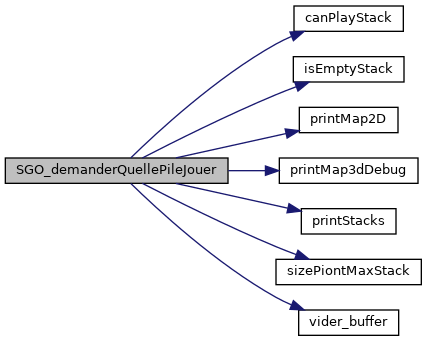 canPlayStack
isEmptyStack
printMap2D
SGO_demanderQuellePileJouer
printMap3dDebug
printStacks
sizePiontMaxStack
vider_buffer